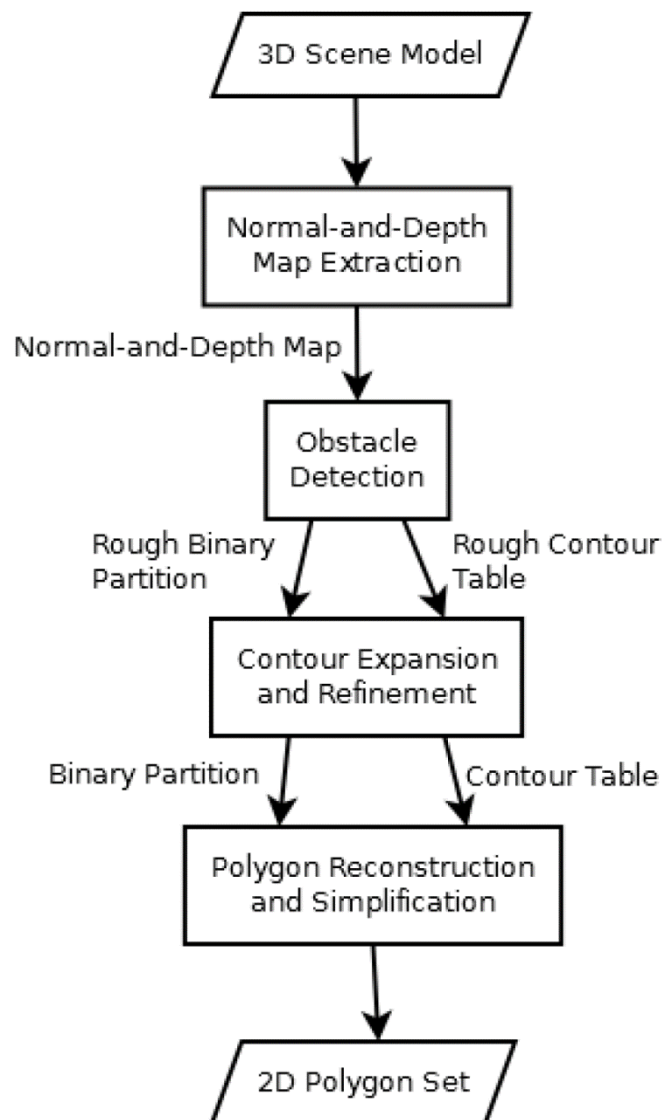 3D Scene Model
Normal-and-Depth
Map Extraction
Normal-and-Depth Map
Obstacle
Detection
Rough Binary
Partition
Rough Contour
Table
Contour Expansion
and Refinement
Binary Partition
Contour Table
Polygon Reconstruction
and Simplification
2D Polygon Set